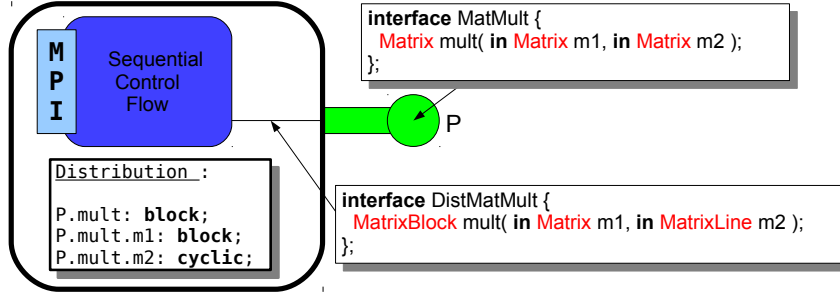 interface MatMult {
Matrix mult( in Matrix m1, in Matrix m2 );
};
M
P
I
Sequential
Control
Flow
P
Distribution :
P.mult: block;
P.mult.m1: block;
P.mult.m2: cyclic;
interface DistMatMult {
MatrixBlock mult( in Matrix m1, in MatrixLine m2 );
};